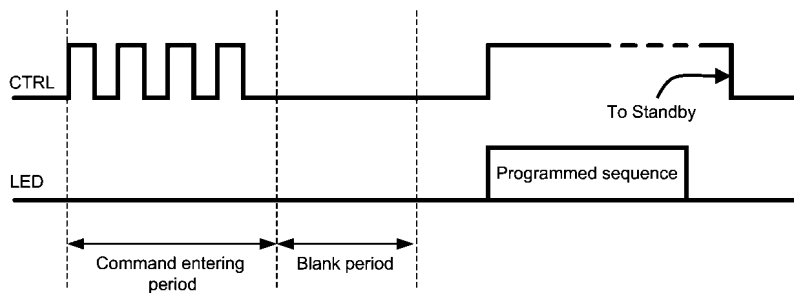 CTRL
To Standby
LED
Programmed sequence
Command entering
period
Blank period